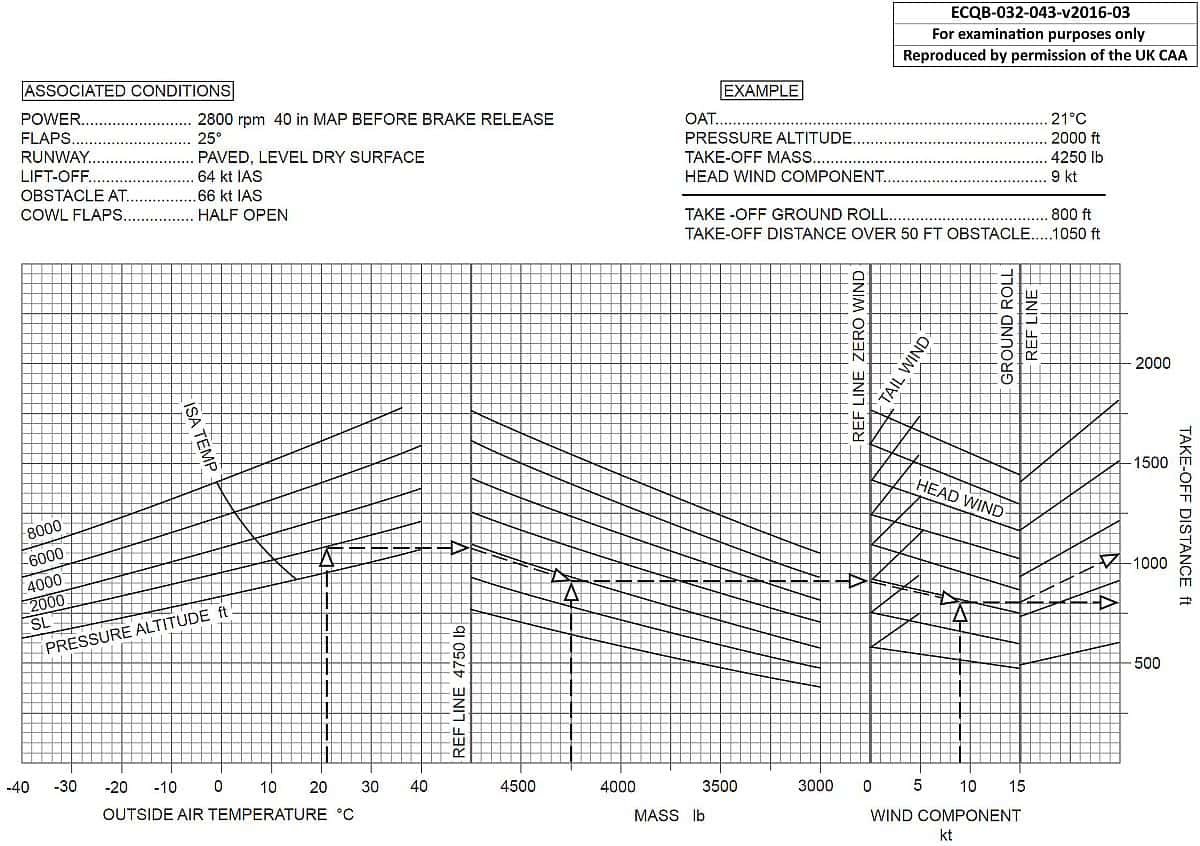 ECQB-032-043-v2016-03
For examination purposes only
Reproduced by permission of the UK CAA
ASSOCIATED CONDITIONS
POWER........................ 2800 rpm 40 in MAP BEFORE BRAKE RELEASE
FLAPS.......................... 25°
RUNWAY...................... PAVED, LEVEL DRY SURFACE
LIFT-OFF...................... 64 kt IAS
OBSTACLE AT..............66 kt IAS
COWL FLAPS............... HALF OPEN
EXAMPLE
OAT.................................................................... 21°C
PRESSURE ALTITUDE........................................ 2000 ft
TAKE-OFF MASS................................................ 4250 lb
HEAD WIND COMPONENT.................................. 9 kt
TAKE -OFF GROUND ROLL................................. 800 ft
TAKE-OFF DISTANCE OVER 50 FT OBSTACLE.....1050 ft
ISA TEMP
8000
6000
4000
2000
SL
PRESSURE ALTITUDE ft
REF LINE 4750 lb
REF LINE ZERO WIND
TAIL WIND
HEAD WIND
GROUND ROLL
REF LINE
2000
1500
1000
500
TAKE-OFF DISTANCE ft
-40 -30 -20 -10 0 10 20 30 40 4500 4000 3500 3000 0 5 10 15
OUTSIDE AIR TEMPERATURE °C
MASS lb
WIND COMPONENT
kt